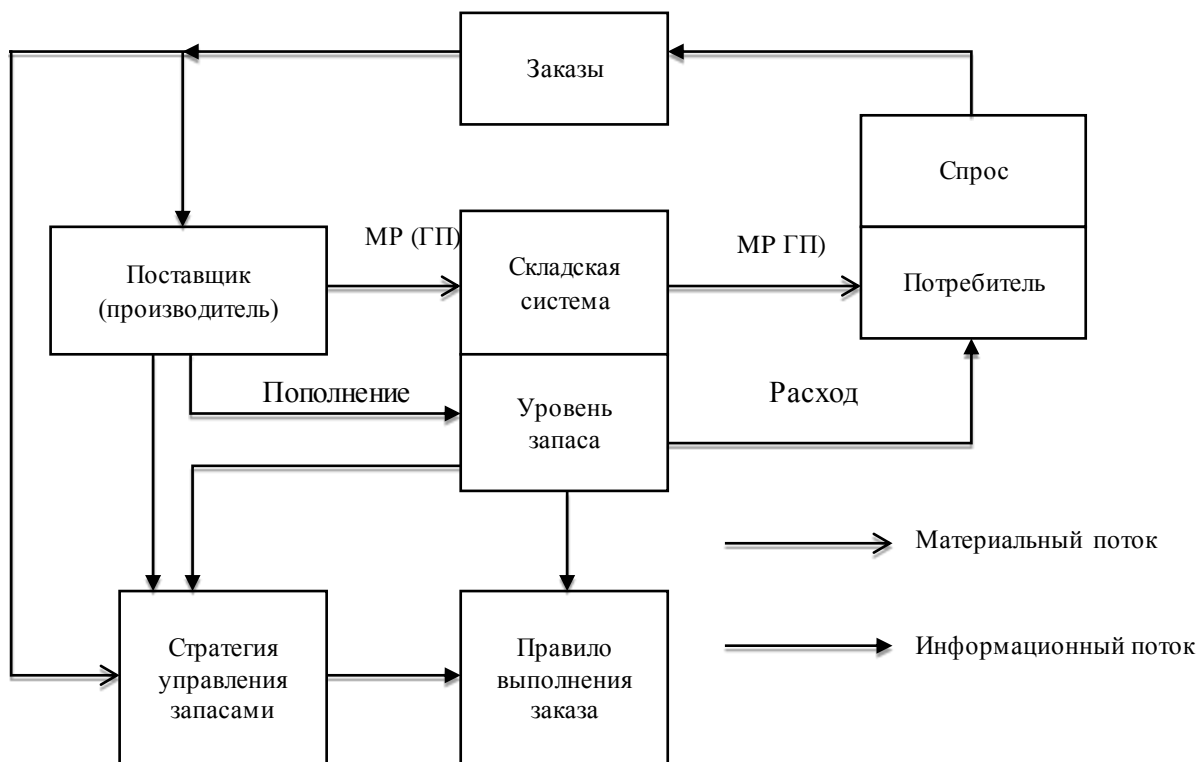 Заказы
Спрос
МР (ГП)
МР ГП)
Поставщик
(производитель)
Складская
система
Потребитель
Пополнение
Уровень
запаса
Расход
Материальный поток
Стратегия
управления
запасами
Правило
выполнения
заказа
Информационный поток